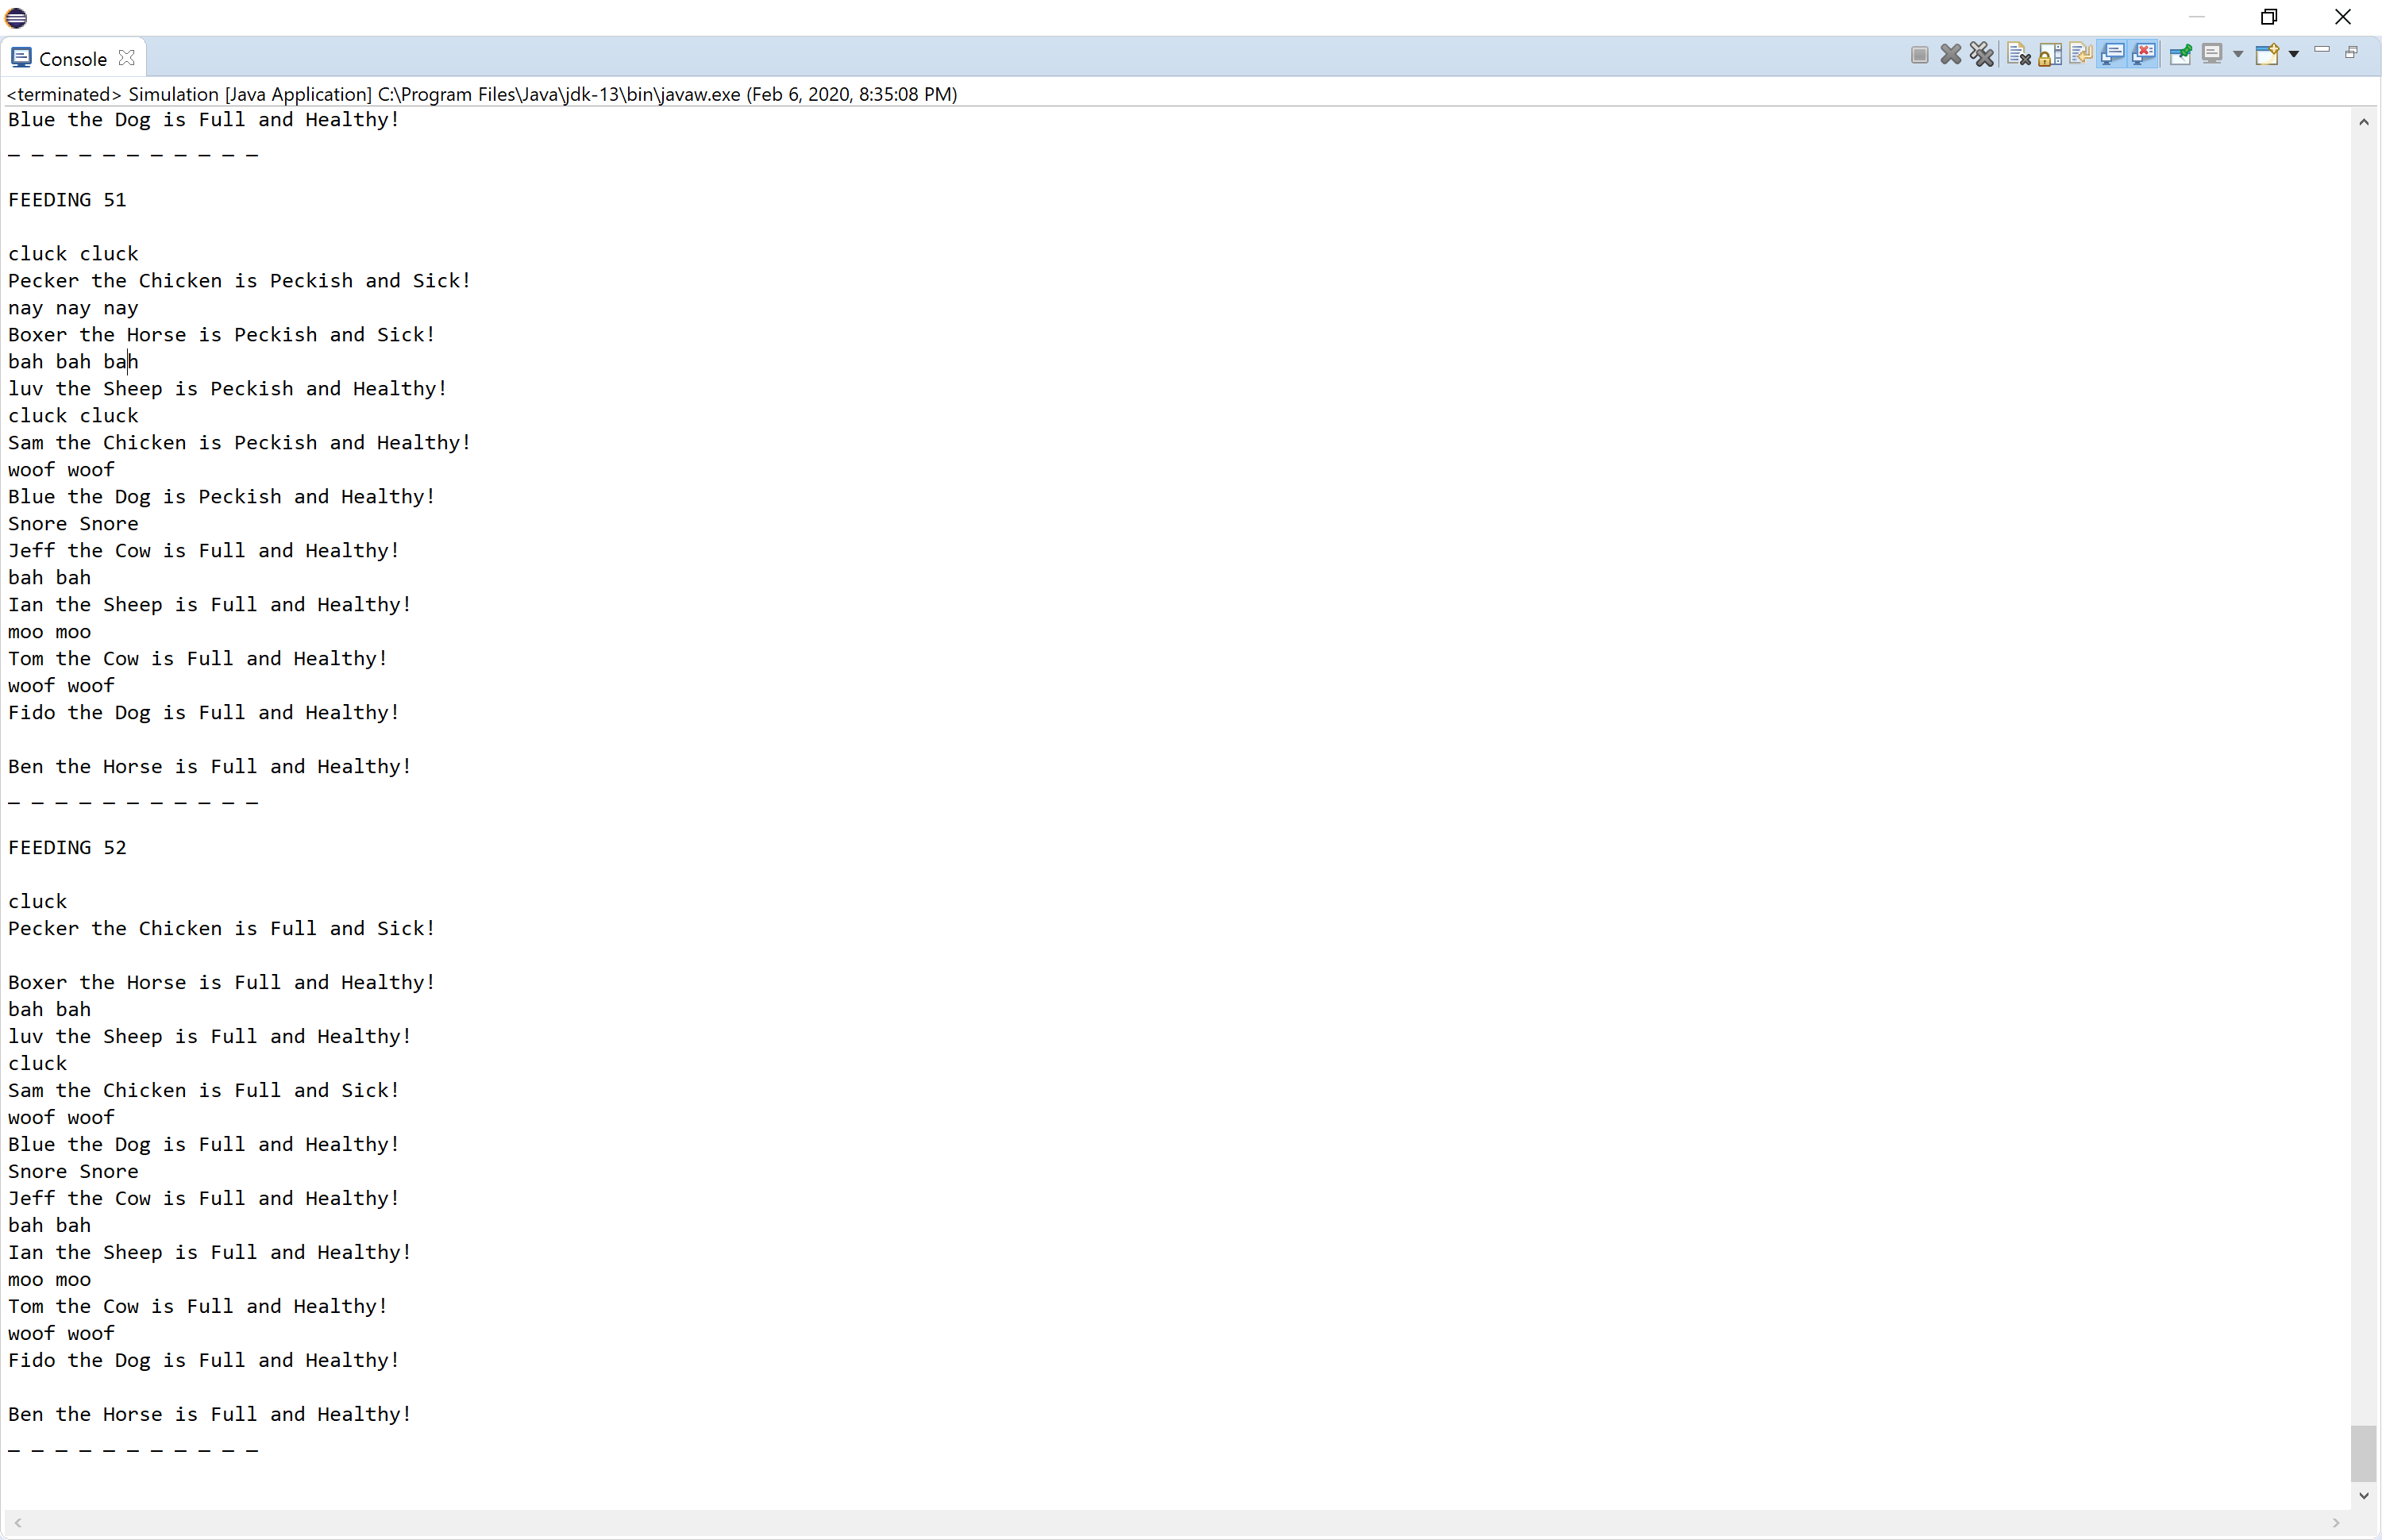 Console
<terminated> Simulation [Java Application] C:\Program Files\Java\jdk-13\bin\javaw.exe (Feb 6, 2020, 8:35:08 PM)
Blue the Dog is Full and Healthy!
_ _ _ _ _ _ _ _ _ _ _
FEEDING 51
cluck cluck
Pecker the Chicken is Peckish and Sick!
nay nay nay
Boxer the Horse is Peckish and Sick!
bah bah bah
luv the Sheep is Peckish and Healthy!
cluck cluck
Sam the Chicken is Peckish and Healthy!
woof woof
Blue the Dog is Peckish and Healthy!
Snore Snore
Jeff the Cow is Full and Healthy!
bah bah
Ian the Sheep is Full and Healthy!
moo moo
Tom the Cow is Full and Healthy!
woof woof
Fido the Dog is Full and Healthy!
Ben the Horse is Full and Healthy!
_ _ _ _ _ _ _ _ _ _ _
FEEDING 52
cluck
Pecker the Chicken is Full and Sick!
Boxer the Horse is Full and Healthy!
bah bah
luv the Sheep is Full and Healthy!
cluck
Sam the Chicken is Full and Sick!
woof woof
Blue the Dog is Full and Healthy!
Snore Snore
Jeff the Cow is Full and Healthy!
bah bah
Ian the Sheep is Full and Healthy!
moo moo
Tom the Cow is Full and Healthy!
woof woof
Fido the Dog is Full and Healthy!
Ben the Horse is Full and Healthy!
_ _ _ _ _ _ _ _ _ _ _